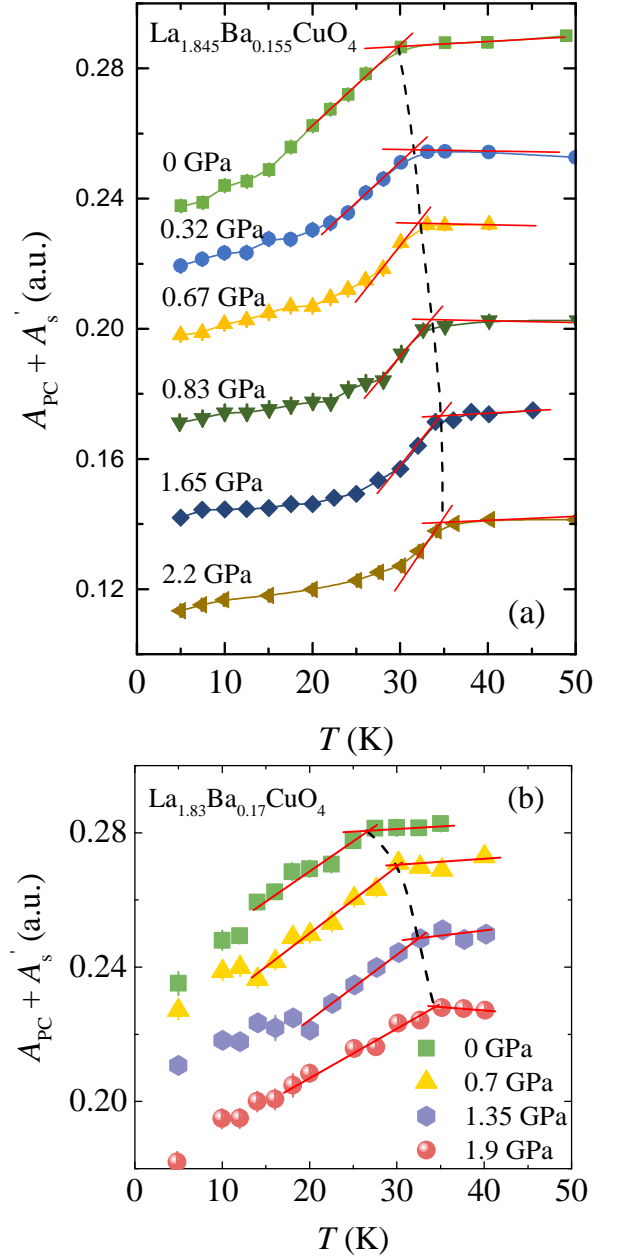 La1.845Ba0.155CuO4
0.28
0.24
0.20
0.16
0.12
APC + As' (a.u.)
0 GPa
0.32 GPa
0.67 GPa
0.83 GPa
1.65 GPa
2.2 GPa
(a)
0 10 20 30 40 50
T (K)
La1.83Ba0.17CuO4
(b)
0.28
0.24
0.20
APC + As' (a.u.)
0 GPa
0.7 GPa
1.35 GPa
1.9 GPa
0 10 20 30 40 50
T (K)